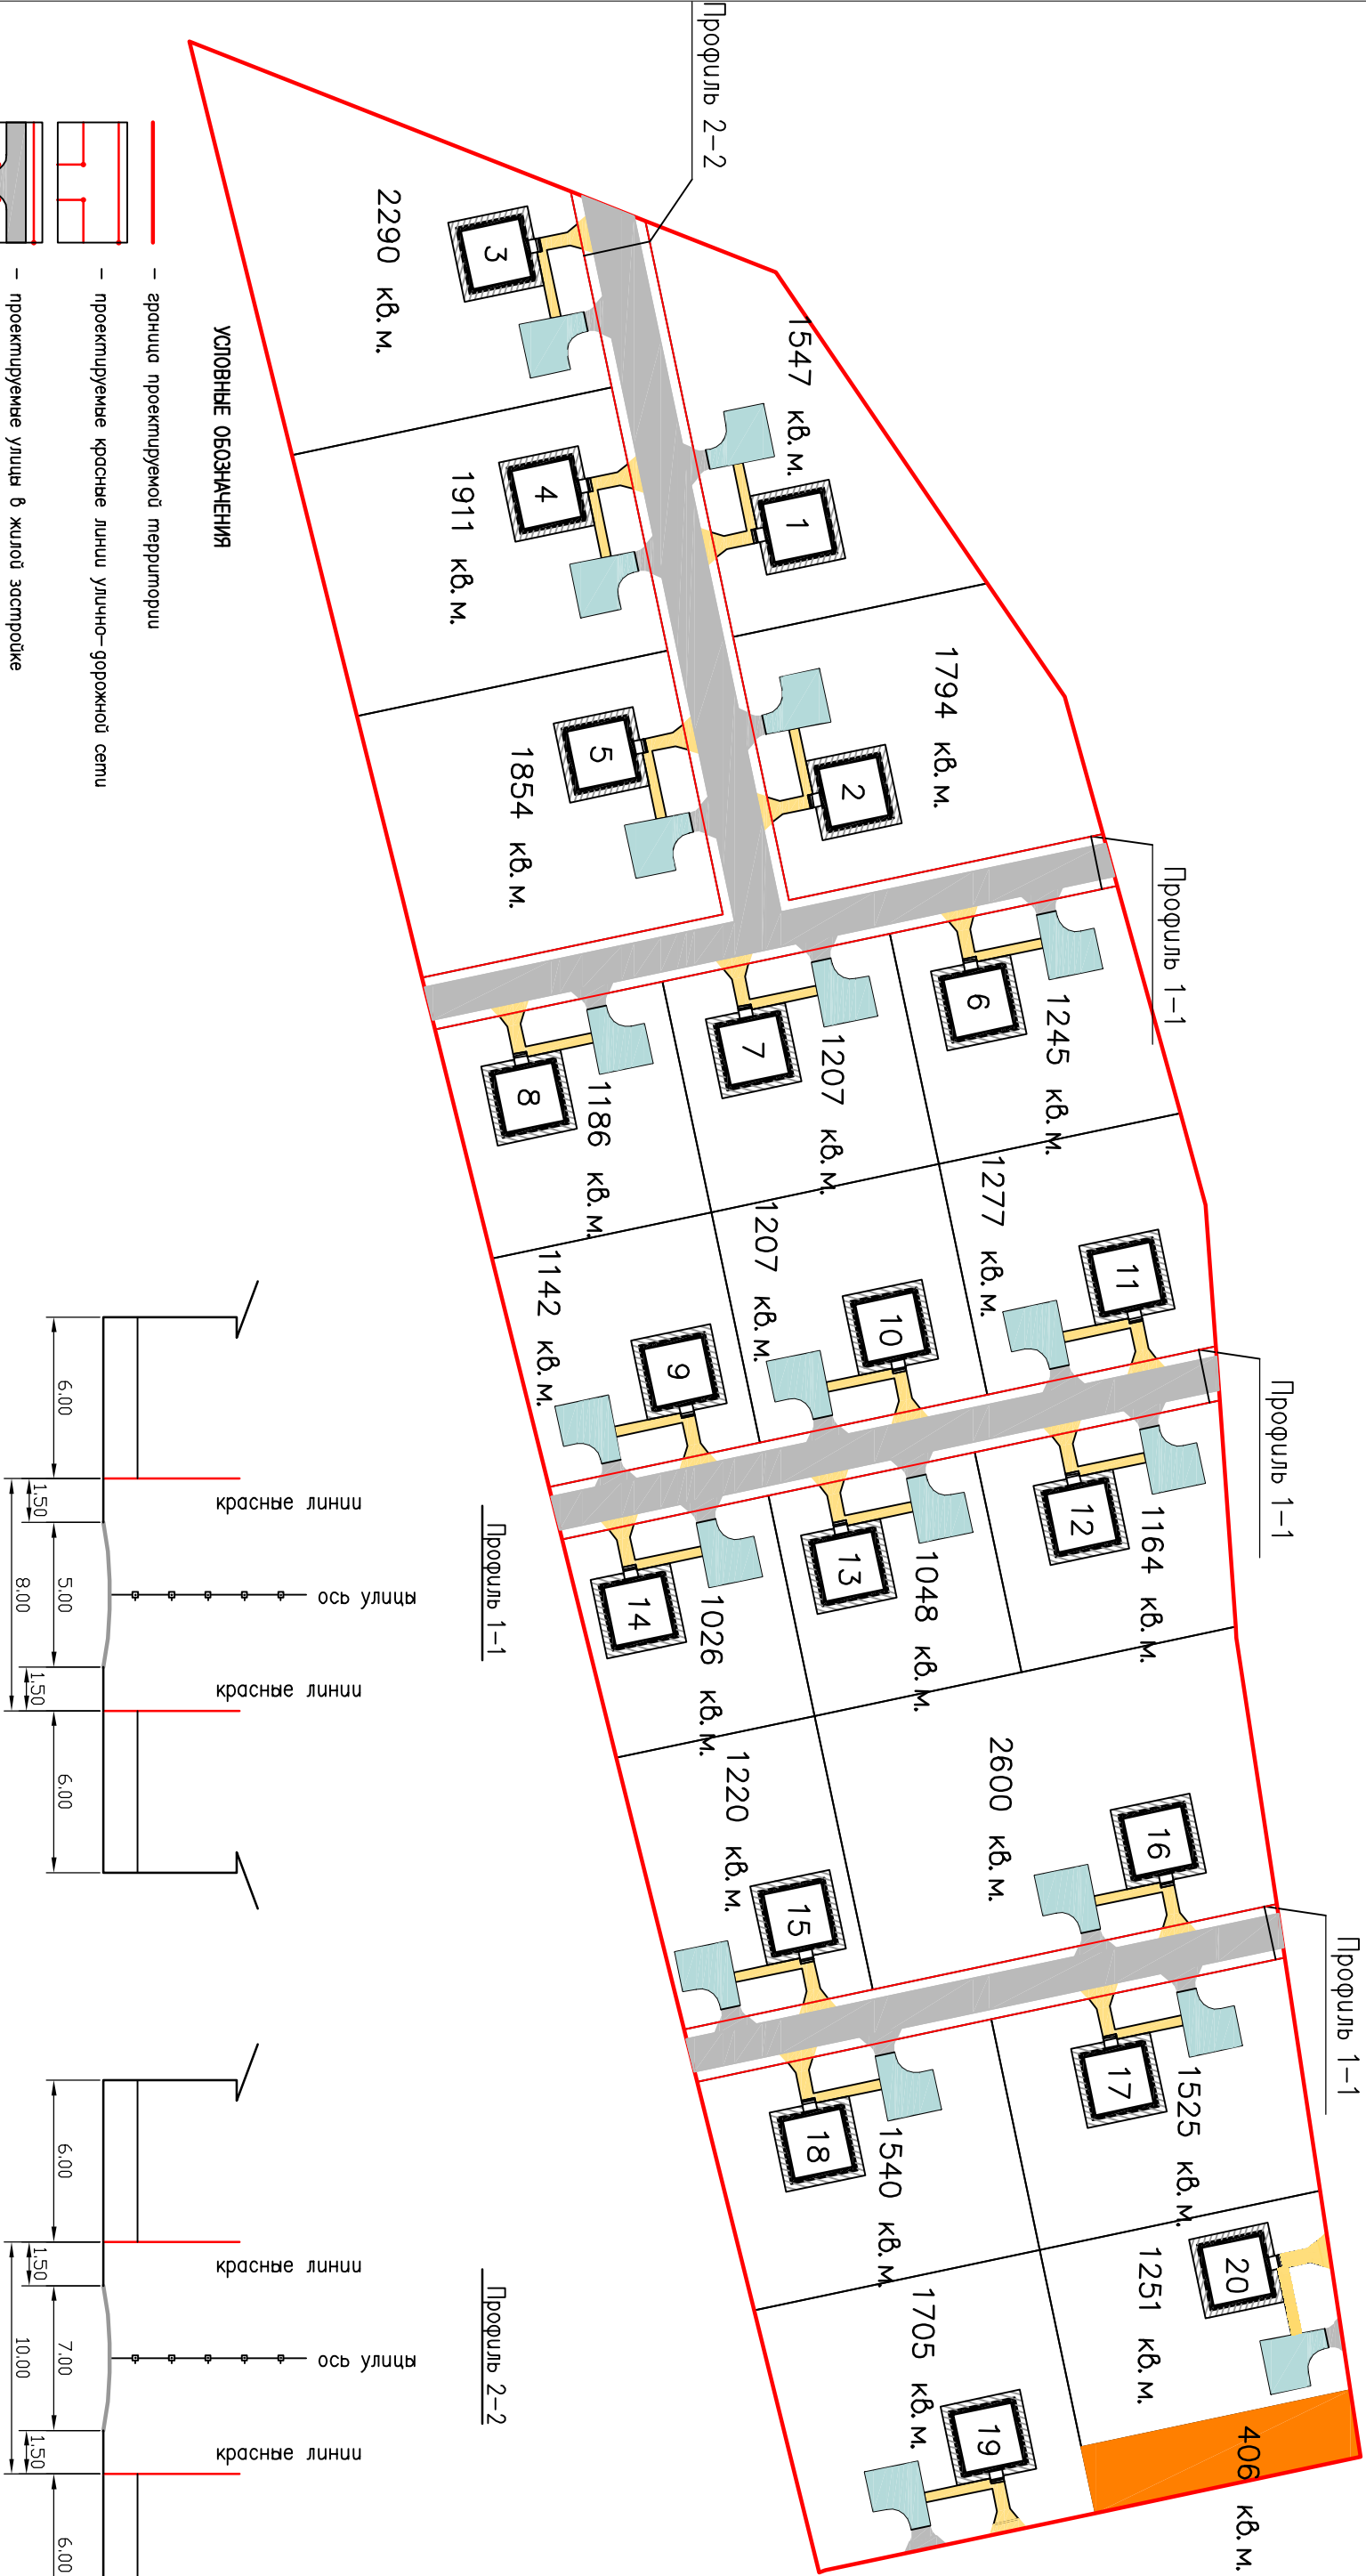 Профиль 2-2
2290 кв.м.
3
1547 кв.м.
1
1911 кв.м.
4
1794 кв.м.
2
1854 кв.м.
5
Профиль 1-1
1245 кв.м.
6
1207 кв.м.
7
1186 кв.м.
8
1277 кв.м.
11
1207 кв.м.
10
1142 кв.м.
9
Профиль 1-1
1164 кв.м.
12
1048 кв.м.
13
1026 кв.м.
14
2600 кв.м.
16
1220 кв.м.
15
Профиль 1-1
1525 кв.м.
17
1540 кв.м.
18
1251 кв.м.
20
1705 кв.м.
19
406 кв.м.
УСЛОВНЫЕ ОБОЗНАЧЕНИЯ
- граница проектируемой территории
- проектируемые красные линии улично-дорожной сети
- проектируемые улицы в жилой застройке
Профиль 1-1
ось улицы
красные линии
красные линии
6.00
1.50
5.00
1.50
6.00
8.00
Профиль 2-2
ось улицы
красные линии
красные линии
6.00
1.50
7.00
1.50
6.00
10.00